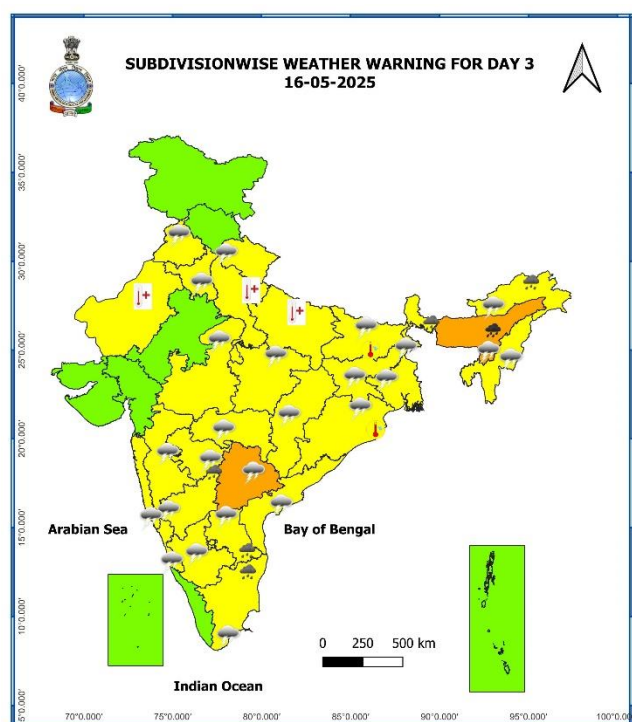 SUBDIVISIONWISE WEATHER WARNING FOR DAY 3
16-05-2025
40°0.000'
35°0.000'
30°0.000'
25°0.000'
20°0.000'
15°0.000'
10°0.000'
5°0.000'
Arabian Sea
Bay of Bengal
Indian Ocean
0 250 500 km
70°0.000' 75°0.000' 80°0.000' 85°0.000' 90°0.000' 95°0.000' 100°0.000'